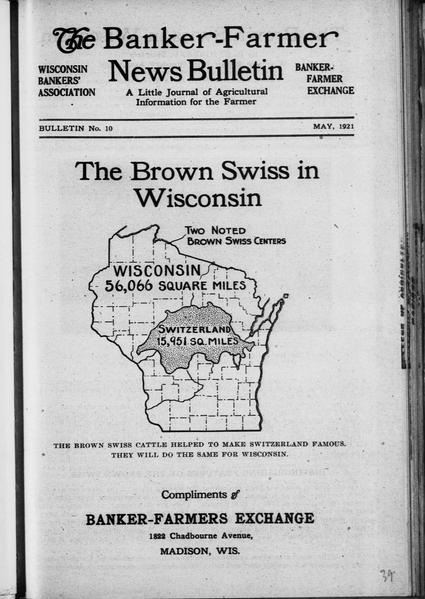 The Banker-Farmer
WISCONSIN
BANKERS'
ASSOCIATION
News Bulletin
A Little Journal of Agricultural
Information for the Farmer
BANKER-
FARMER
EXCHANGE
BULLETIN No. 10
MAY, 1921
The Brown Swiss in
Wisconsin
TWO NOTED
BROWN SWISS CENTERS
WISCONSIN
56,066 SQUARE MILES
SWITZERLAND
15,951 SQ. MILES
THE BROWN SWISS CATTLE HELPED TO MAKE SWITZERLAND FAMOUS.
THEY WILL DO THE SAME FOR WISCONSIN.
Compliments of
BANKER-FARMERS EXCHANGE
1822 Chadbourne Avenue,
MADISON, WIS.
39